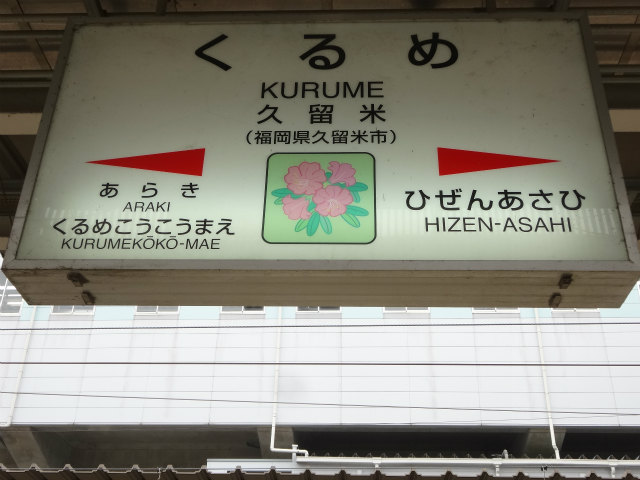 くるめ
KURUME
久留米
(福岡県久留米市)
あらき
ARAKI
くるめこうこうまえ
KURUMEKŌKŌ-MAE
ひぜんあさひ
HIZEN-ASAHI